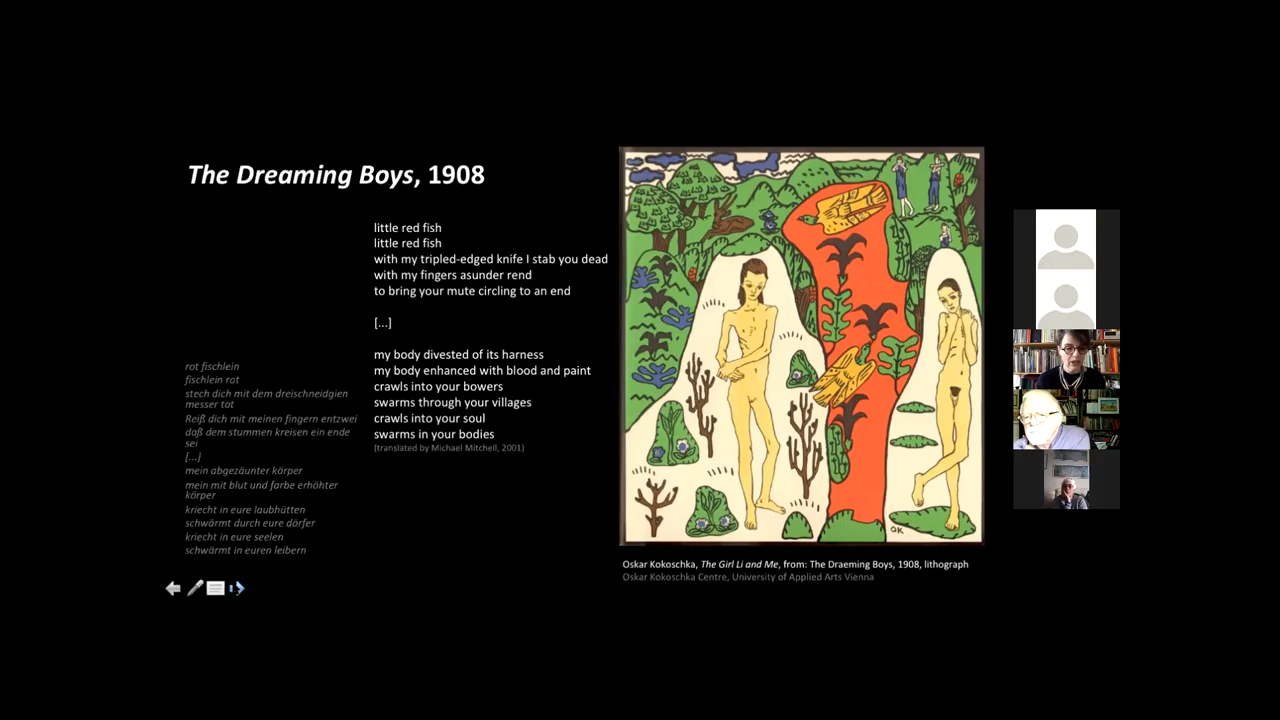 The Dreaming Boys, 1908
little red fish
little red fish
with my tripled-edged knife I stab you dead
with my fingers asunder rend
to bring your mute circling to an end
[...]
my body divested of its harness
my body enhanced with blood and paint
crawls into your bowers
swarms through your villages
crawls into your soul
swarms in your bodies
(translated by Michael Mitchell, 2001)
rot fischlein
fischlein rot
stech dich mit dem dreischneidgien
messer tot
Reiß dich mit meinen fingern entzwei
daß dem stummen kreisen ein ende
sei
[...}
mein abgezäunter körper
mein mit blut und farbe erhöhter
körper
kriecht in eure laubhütten
schwärmt durch eure dörfer
kriecht in eure seelen
schwärmt in euren leibern
OK
Oskar Kokoschka, The Girl Li and Me, from: The Draeming Boys, 1908, lithograph
Oskar Kokoschka Centre, University of Applied Arts Vienna